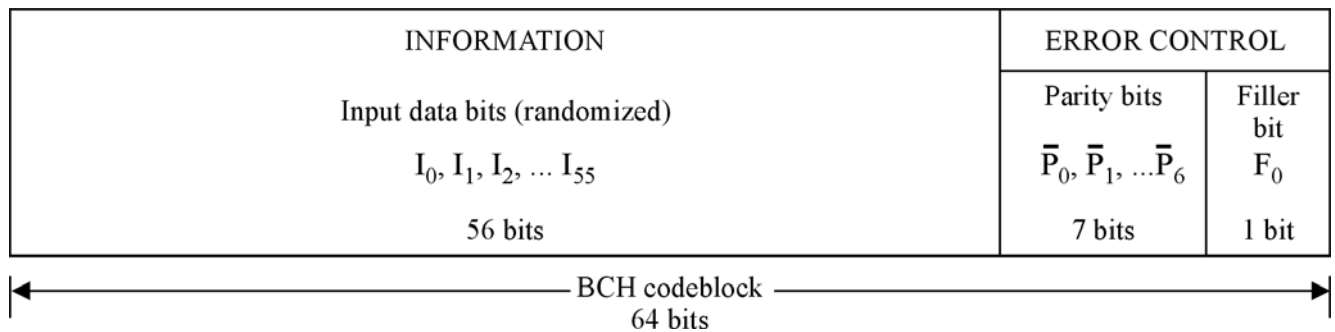 INFORMATION
ERROR CONTROL
Input data bits (randomized)
I₀, I₁, I₂, ... I₅₅
56 bits
Parity bits
P̅₀, P̅₁, ...P̅₆
7 bits
Filler
bit
F₀
1 bit
BCH codeblock
64 bits